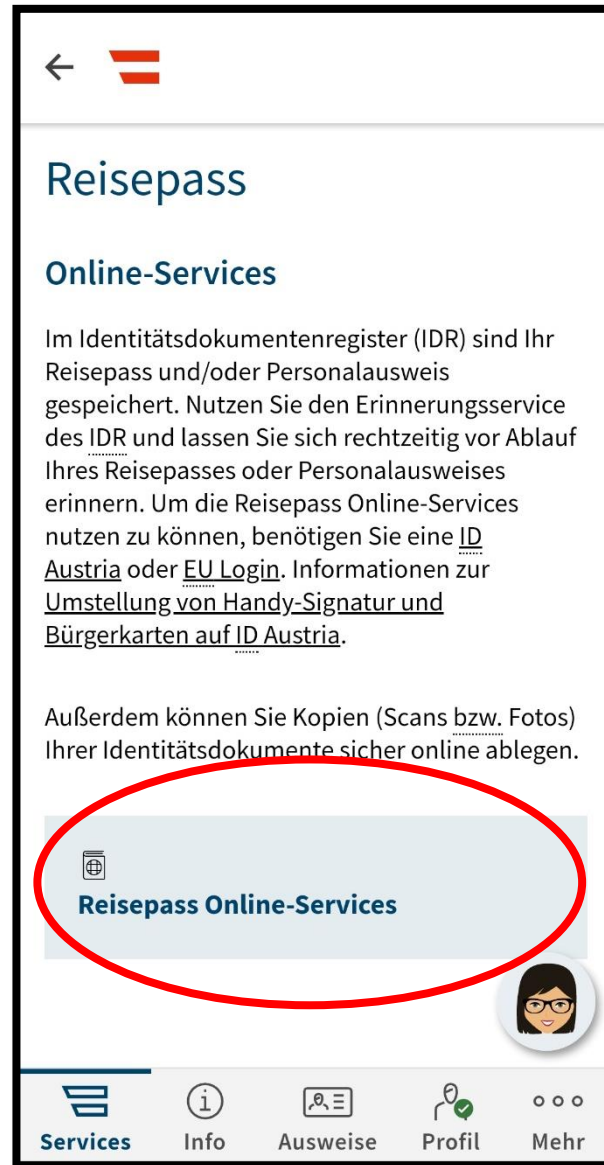 Reisepass
Online-Services
Im Identitätsdokumentenregister (IDR) sind Ihr
Reisepass und/oder Personalausweis
gespeichert. Nutzen Sie den Erinnerungsservice
des IDR und lassen Sie sich rechtzeitig vor Ablauf
Ihres Reisepasses oder Personalausweises
erinnern. Um die Reisepass Online-Services
nutzen zu können, benötigen Sie eine ID
Austria oder EU Login. Informationen zur
Umstellung von Handy-Signatur und
Bürgerkarten auf ID Austria.
Außerdem können Sie Kopien (Scans bzw. Fotos)
Ihrer Identitätsdokumente sicher online ablegen.
Reisepass Online-Services
Services Info Ausweise Profil Mehr